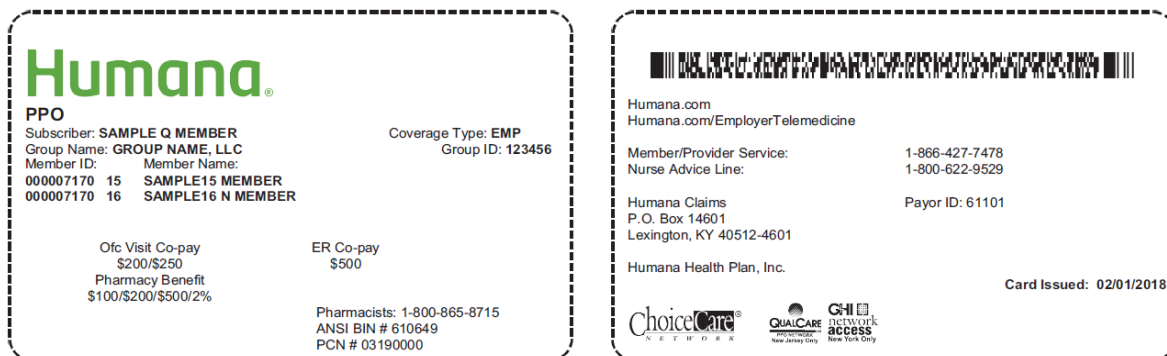 Humana®
PPO
Subscriber: SAMPLE Q MEMBER
Coverage Type: EMP
Group Name: GROUP NAME, LLC
Group ID: 123456
Member ID: Member Name:
000007170 15 SAMPLE15 MEMBER
000007170 16 SAMPLE16 N MEMBER
Ofc Visit Co-pay
$200/$250
ER Co-pay
$500
Pharmacy Benefit
$100/$200/$500/2%
Pharmacists: 1-800-865-8715
ANSI BIN # 610649
PCN # 03190000
Humana.com
Humana.com/EmployerTelemedicine
Member/Provider Service: 1-866-427-7478
Nurse Advice Line: 1-800-622-9529
Humana Claims Payor ID: 61101
P.O. Box 14601
Lexington, KY 40512-4601
Humana Health Plan, Inc.
Card Issued: 02/01/2018
ChoiceCare®
NETWORK
QUALCARE
PPO NETWORK
New Jersey Only
GHI
network
access
New York Only